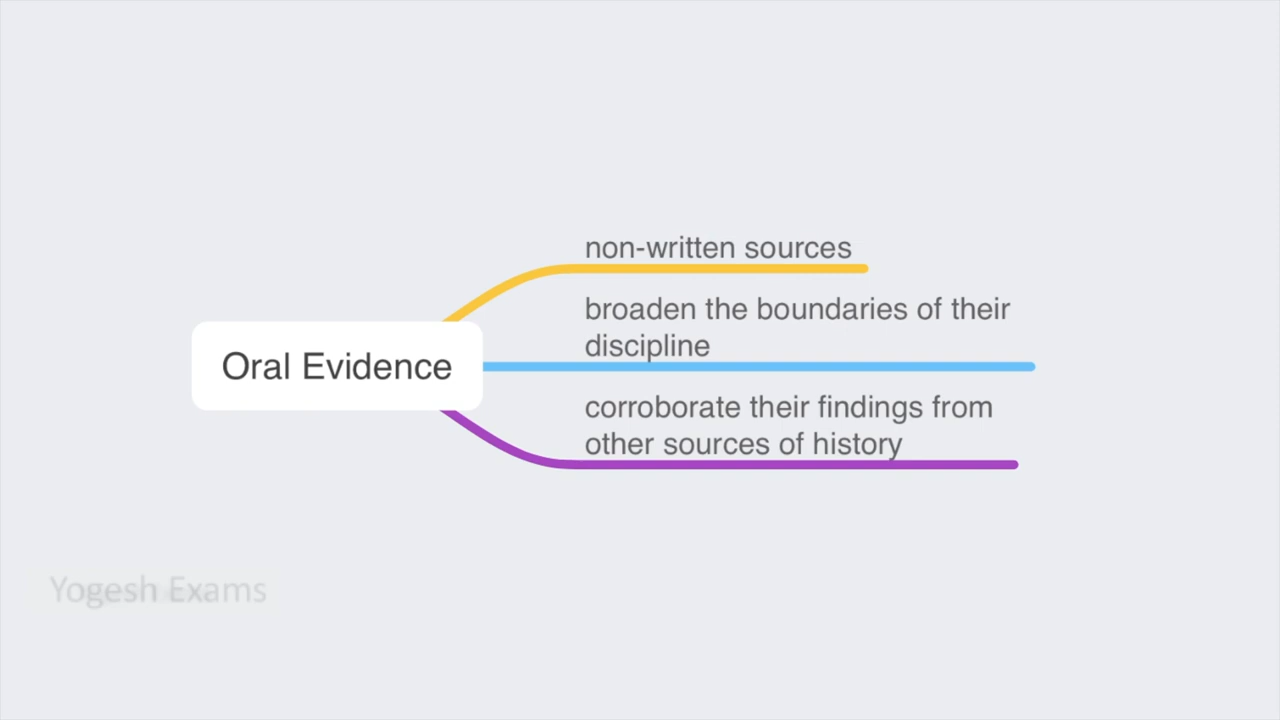 non-written sources
broaden the boundaries of their
discipline
Oral Evidence
corroborate their findings from
other sources of history
Yogesh Exams